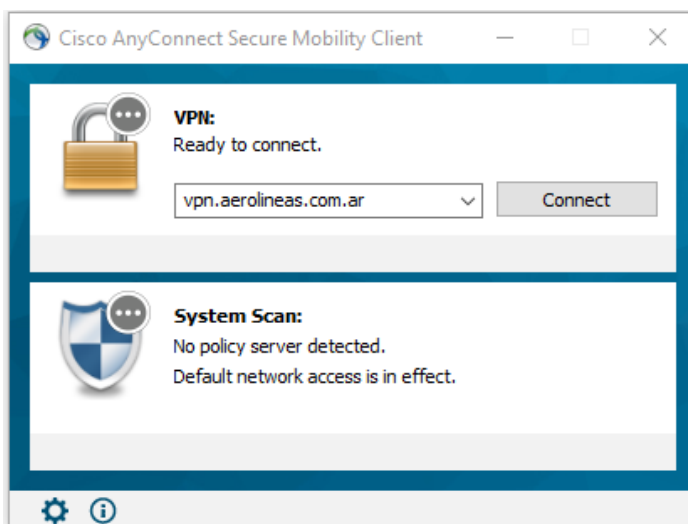 Cisco AnyConnect Secure Mobility Client
VPN:
Ready to connect.
vpn.aerolineas.com.ar
Connect
System Scan:
No policy server detected.
Default network access is in effect.